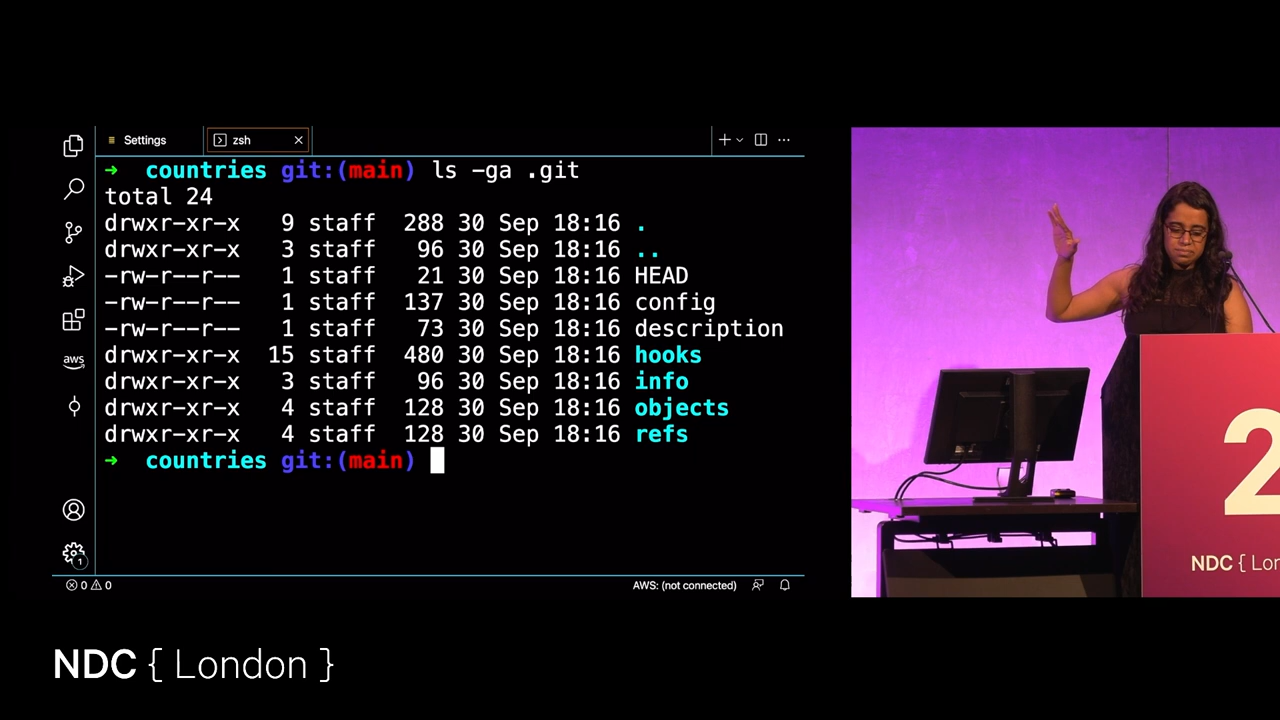 Settings
zsh
➜ countries git:(main) ls -ga .git
total 24
drwxr-xr-x 9 staff 288 30 Sep 18:16 .
drwxr-xr-x 3 staff 96 30 Sep 18:16 ..
-rw-r--r-- 1 staff 21 30 Sep 18:16 HEAD
-rw-r--r-- 1 staff 137 30 Sep 18:16 config
-rw-r--r-- 1 staff 73 30 Sep 18:16 description
drwxr-xr-x 15 staff 480 30 Sep 18:16 hooks
drwxr-xr-x 3 staff 96 30 Sep 18:16 info
drwxr-xr-x 4 staff 128 30 Sep 18:16 objects
drwxr-xr-x 4 staff 128 30 Sep 18:16 refs
➜ countries git:(main)
aws
1
0 0
AWS: (not connected)
2
NDC { Lon
NDC { London }